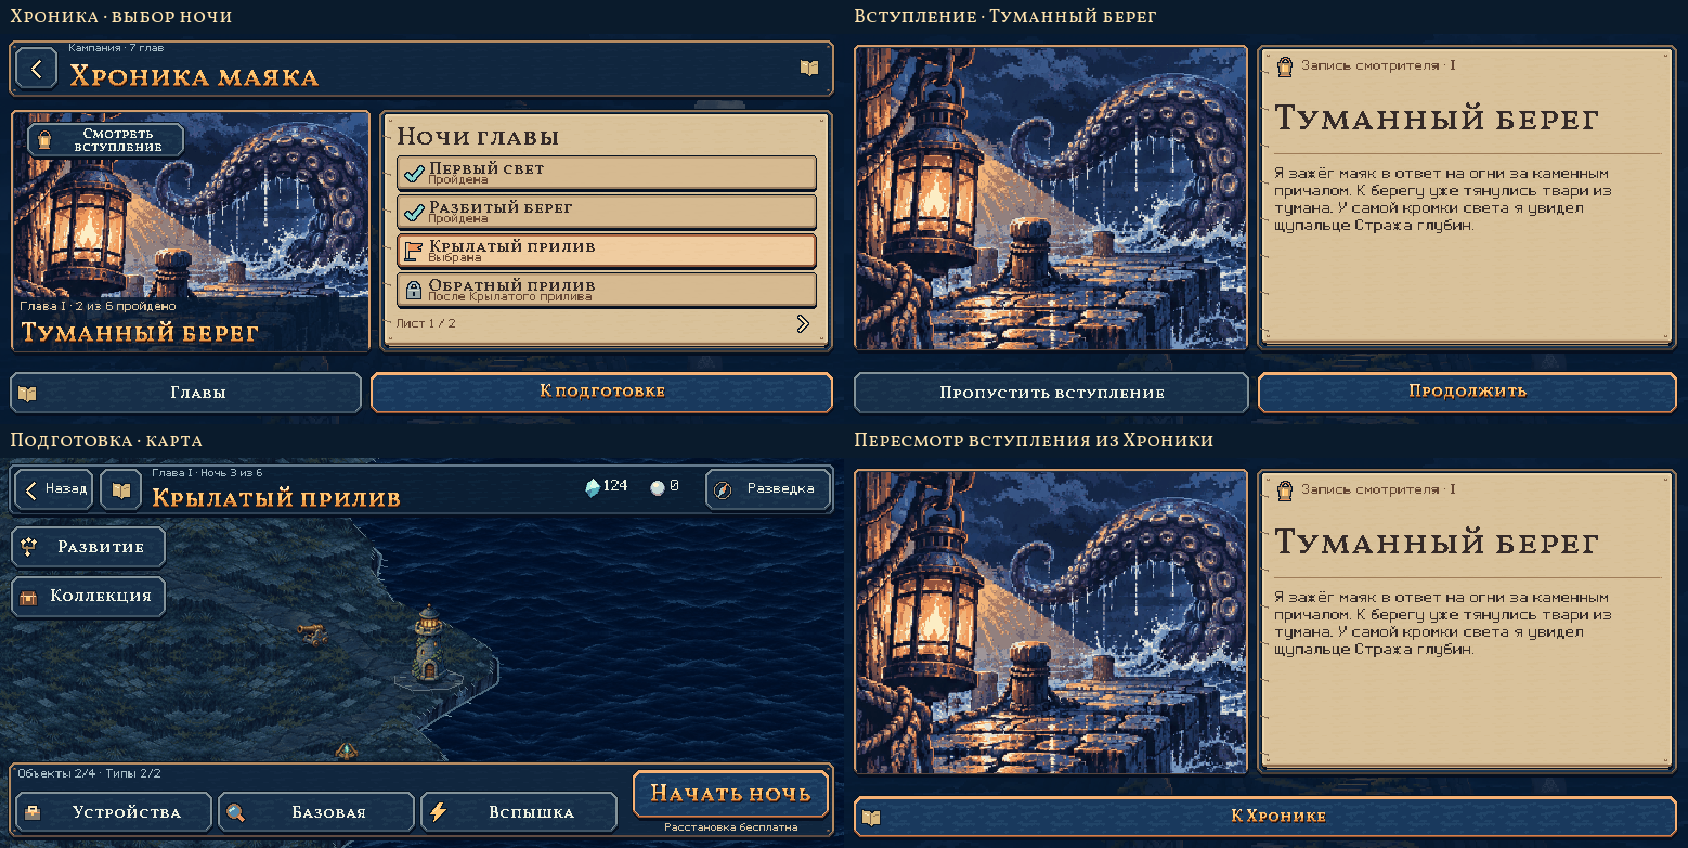 Хроника · выбор ночи
Кампания · 7 глав
Хроника маяка
Смотреть
вступление
Глава I · 2 из 6 пройдено
Туманный берег
Ночи главы
Первый свет
Пройдена
Разбитый берег
Пройдена
Крылатый прилив
Выбрана
Обратный прилив
После Крылатого прилива
Лист 1 / 2
Главы
К подготовке
Вступление · Туманный берег
Запись смотрителя · I
Туманный берег
Я зажёг маяк в ответ на огни за каменным
причалом. К берегу уже тянулись твари из
тумана. У самой кромки света я увидел
щупальце Стража глубин.
Пропустить вступление
Продолжить
Подготовка · карта
Назад
Глава I · Ночь 3 из 6
Крылатый прилив
124
0
Разведка
Развитие
Коллекция
Объекты 2/4 · Типы 2/2
Устройства
Базовая
Вспышка
Начать ночь
Расстановка бесплатна
Пересмотр вступления из Хроники
Запись смотрителя · I
Туманный берег
Я зажёг маяк в ответ на огни за каменным
причалом. К берегу уже тянулись твари из
тумана. У самой кромки света я увидел
щупальце Стража глубин.
К Хронике